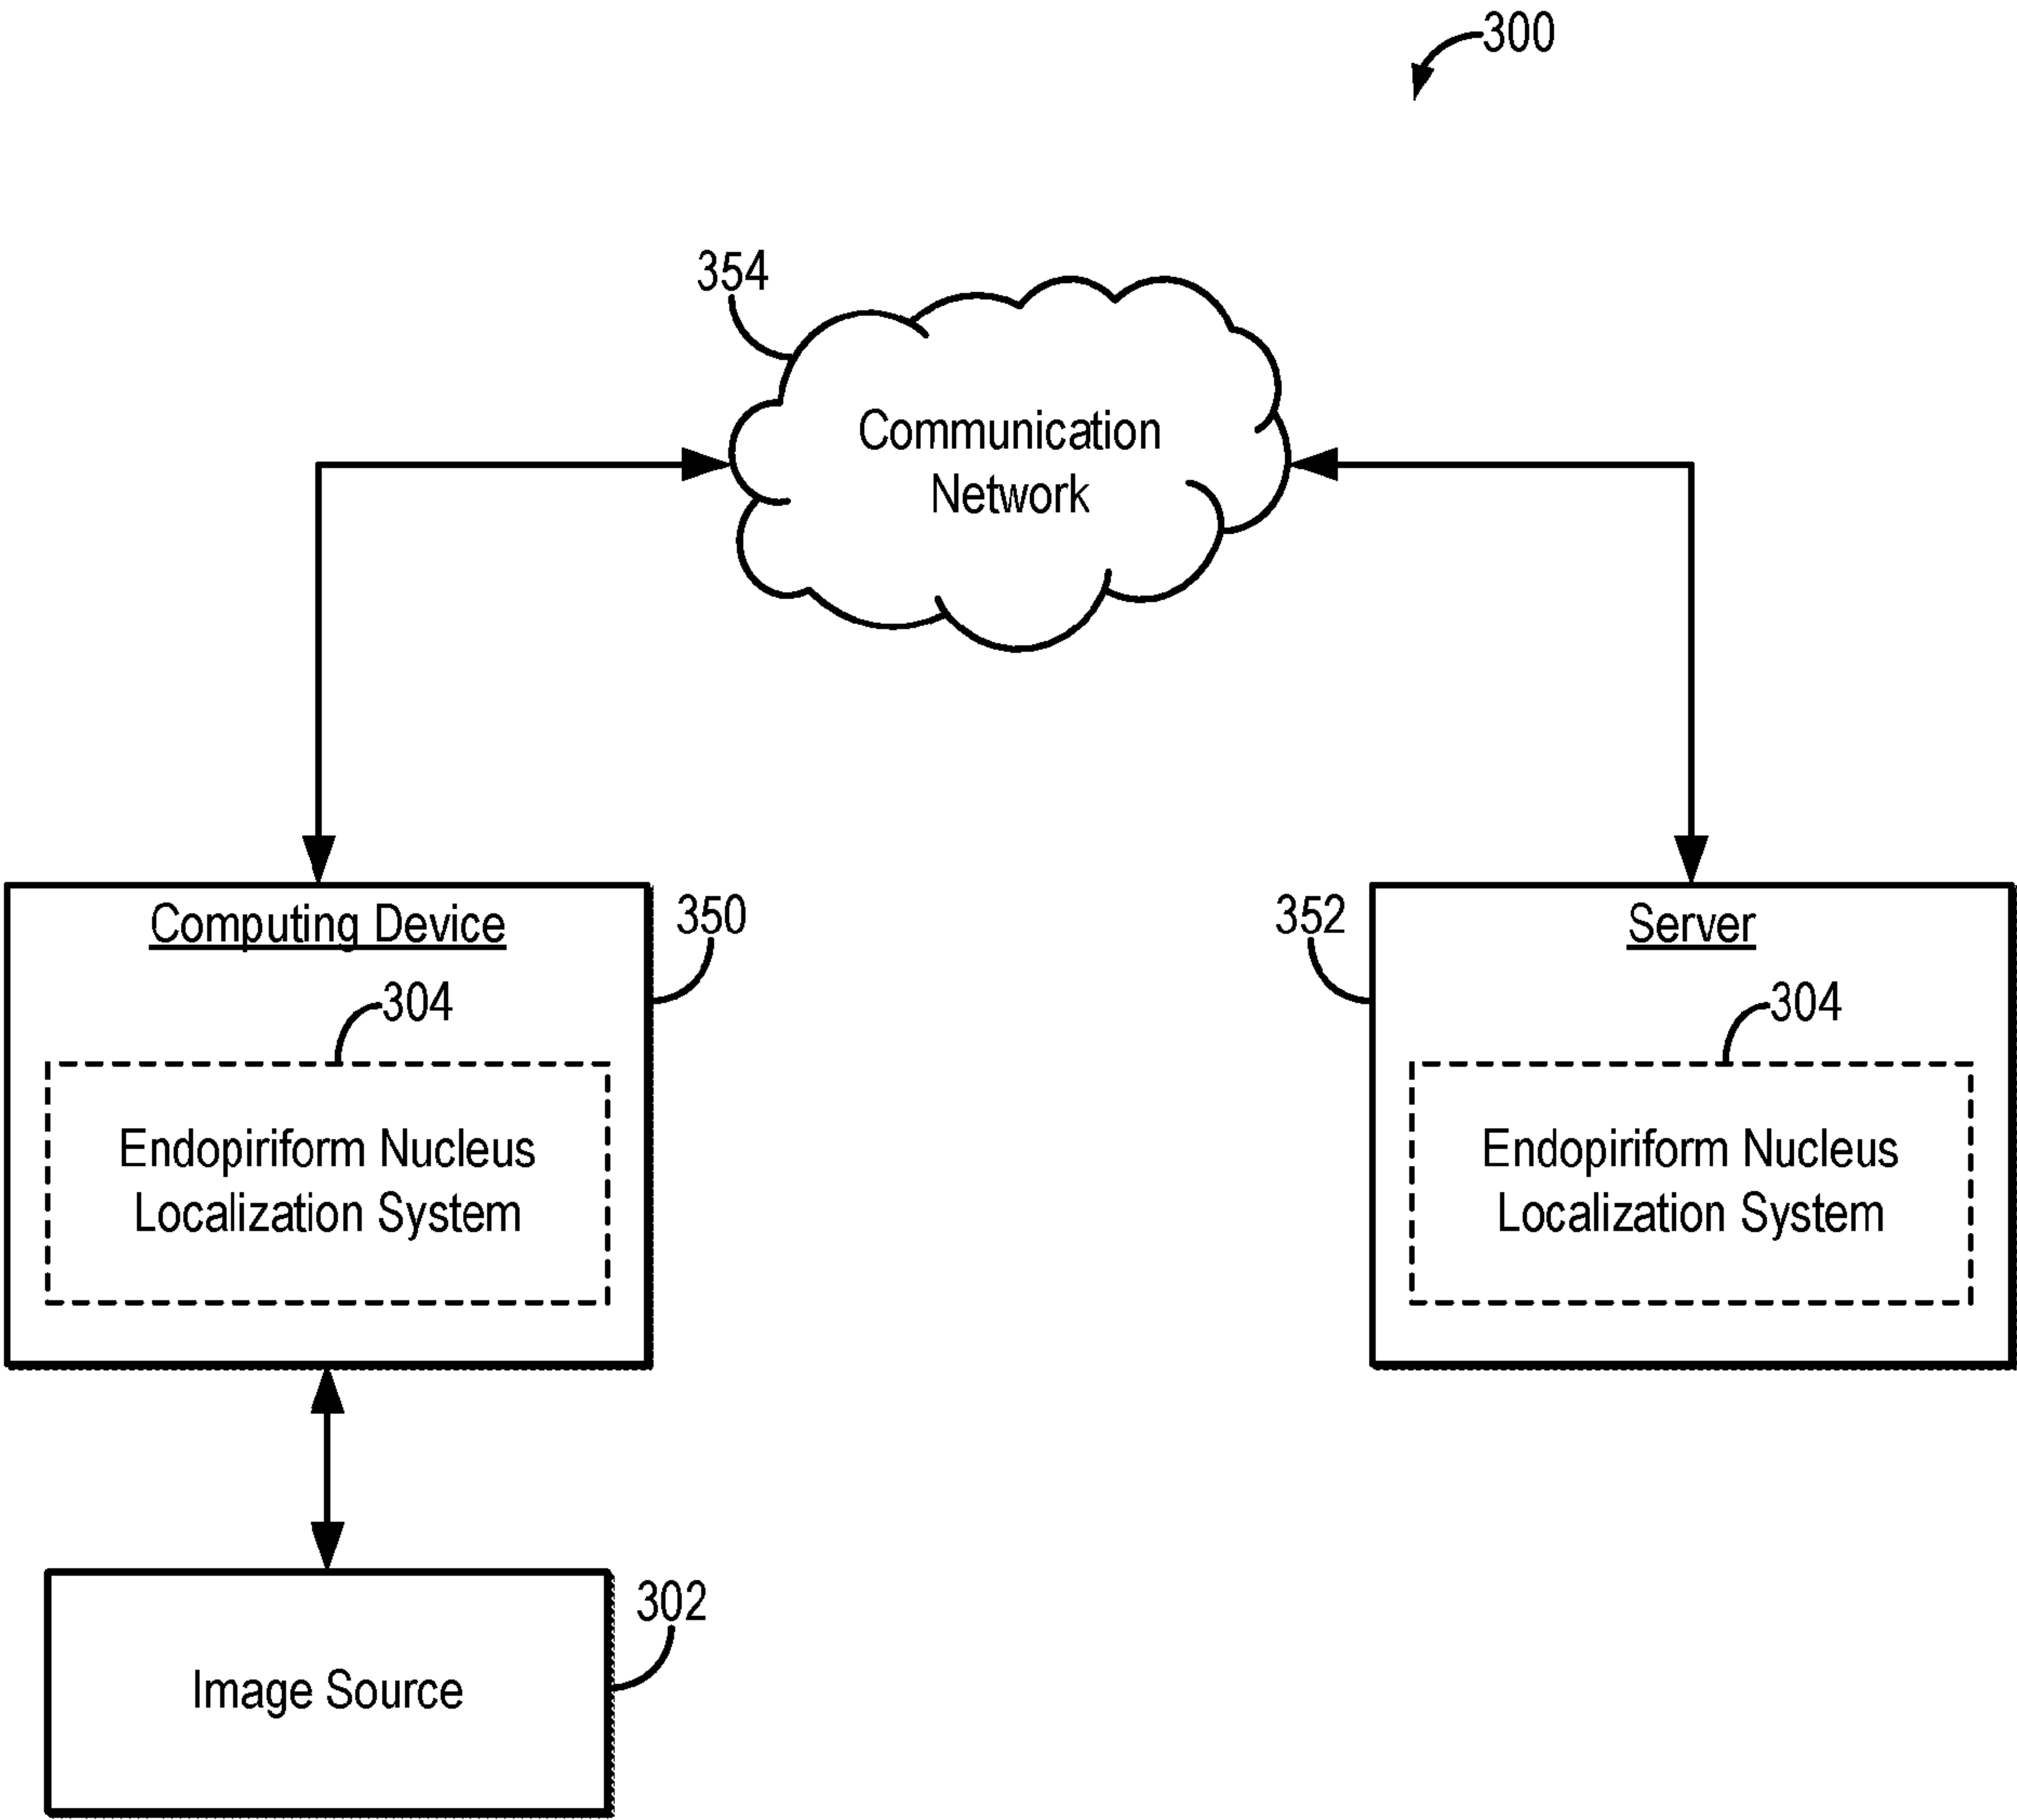 300
354
Communication
Network
Computing Device
350
352
Server
304
304
Endopiriform Nucleus
Localization System
Endopiriform Nucleus
Localization System
302
Image Source